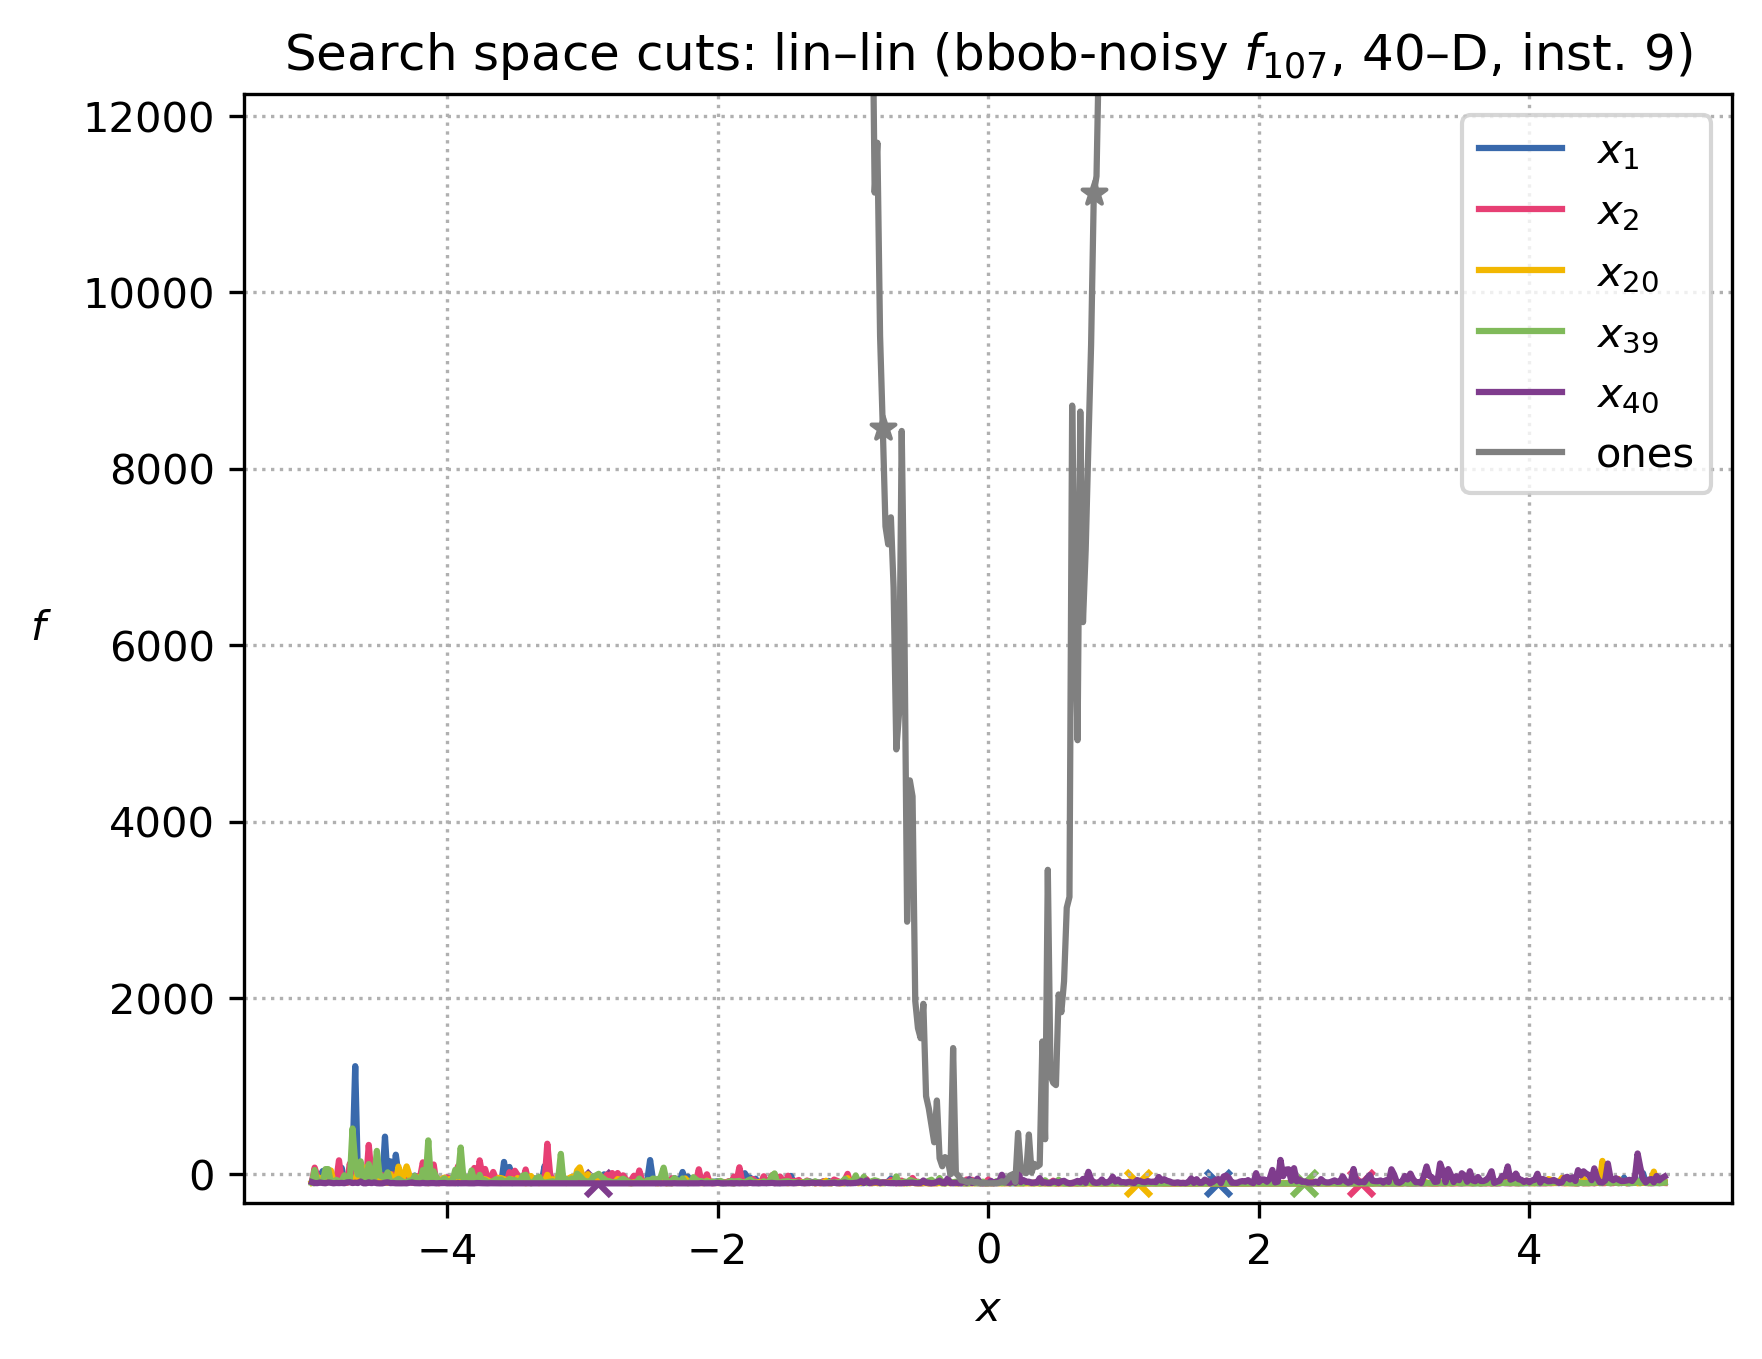 Search space cuts: lin–lin (bbob-noisy f107, 40–D, inst. 9)
12000
10000
8000
6000
4000
2000
0
f
−4
−2
0
2
4
x
x1
x2
x20
x39
x40
ones